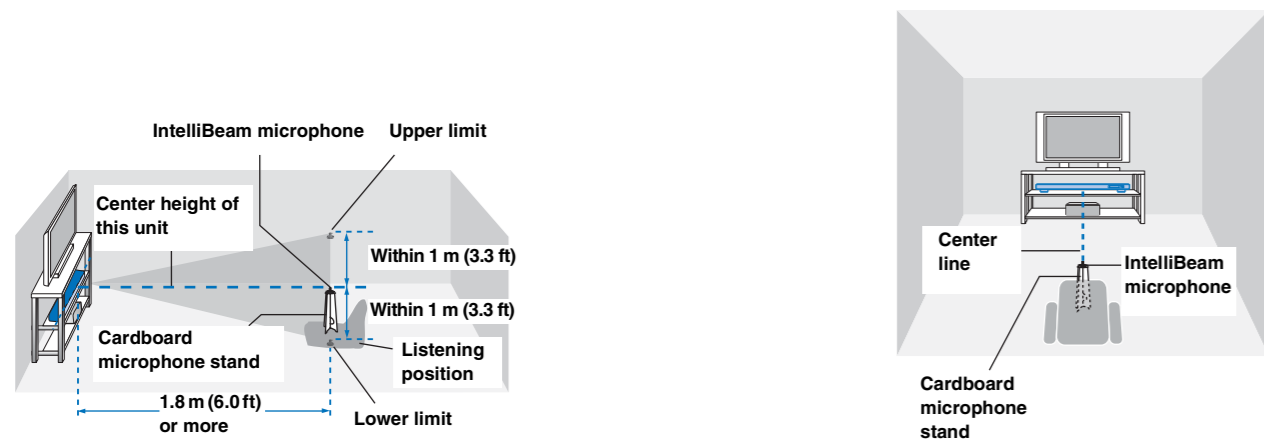 IntelliBeam microphone
Upper limit
Center height of
this unit
Within 1 m (3.3 ft)
Within 1 m (3.3 ft)
Cardboard
microphone stand
Listening
position
1.8 m (6.0 ft)
or more
Lower limit
Center
line
IntelliBeam
microphone
Cardboard
microphone
stand